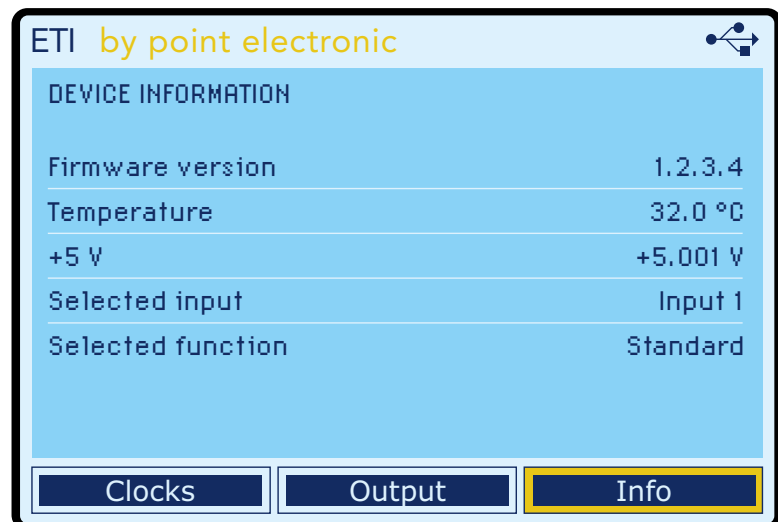 ETI by point electronic
DEVICE INFORMATION
Firmware version 1.2.3.4
Temperature 32.0 °C
+5 V +5.001 V
Selected input Input 1
Selected function Standard
Clocks Output Info